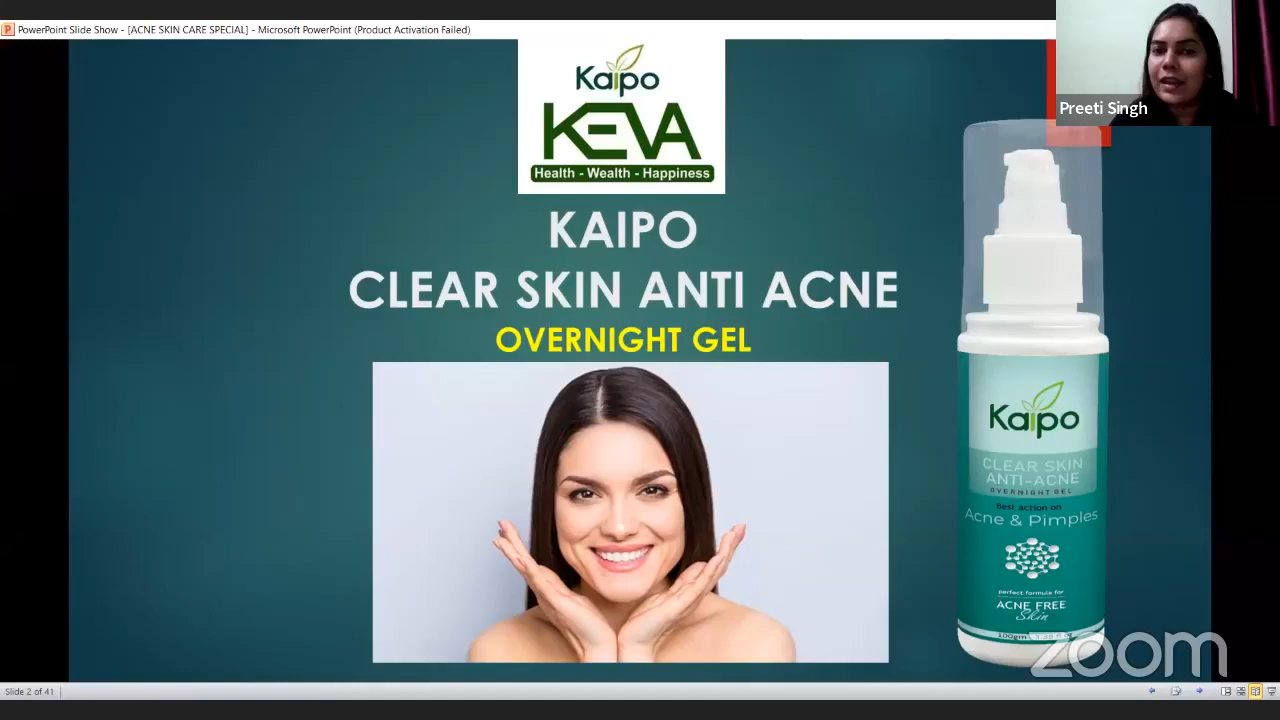 PowerPoint Slide Show - [ACNE SKIN CARE SPECIAL] - Microsoft PowerPoint (Product Activation Failed)
Preeti Singh
Kaipo
KEVA
Health - Wealth - Happiness
KAIPO
CLEAR SKIN ANTI ACNE
OVERNIGHT GEL
Kaipo
CLEAR SKIN
ANTI-ACNE
OVERNIGHT GEL
Best action on
Acne & Pimples
perfect formula for
ACNE FREE
Skin
100gm
zoom
Slide 2 of 41